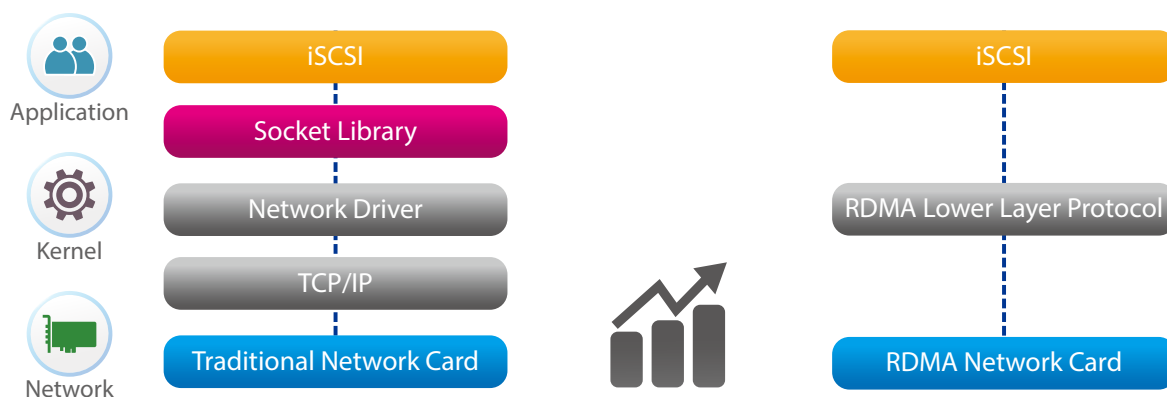 Application
Kernel
Network
iSCSI
Socket Library
Network Driver
TCP/IP
Traditional Network Card
iSCSI
RDMA Lower Layer Protocol
RDMA Network Card